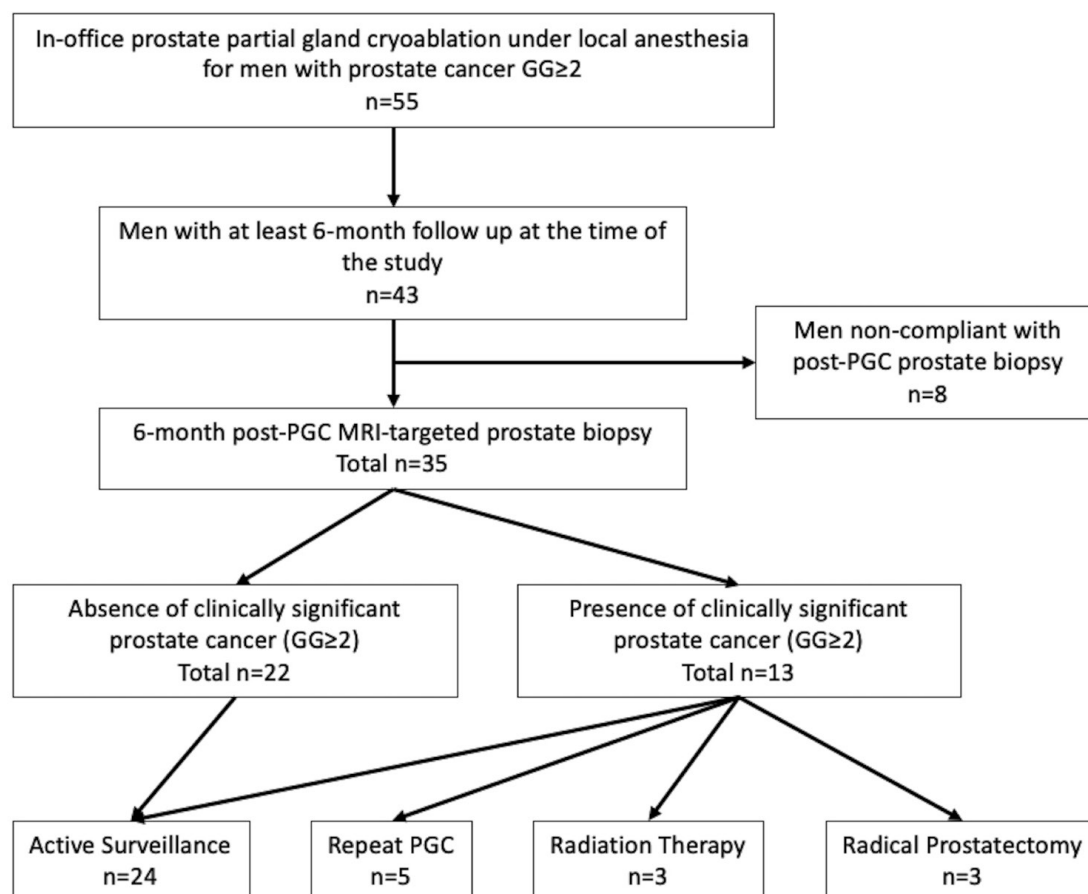 In-office prostate partial gland cryoablation under local anesthesia
for men with prostate cancer GG≥2
n=55
Men with at least 6-month follow up at the time of
the study
n=43
Men non-compliant with
post-PGC prostate biopsy
n=8
6-month post-PGC MRI-targeted prostate biopsy
Total n=35
Absence of clinically significant
prostate cancer (GG≥2)
Total n=22
Presence of clinically significant
prostate cancer (GG≥2)
Total n=13
Active Surveillance
n=24
Repeat PGC
n=5
Radiation Therapy
n=3
Radical Prostatectomy
n=3